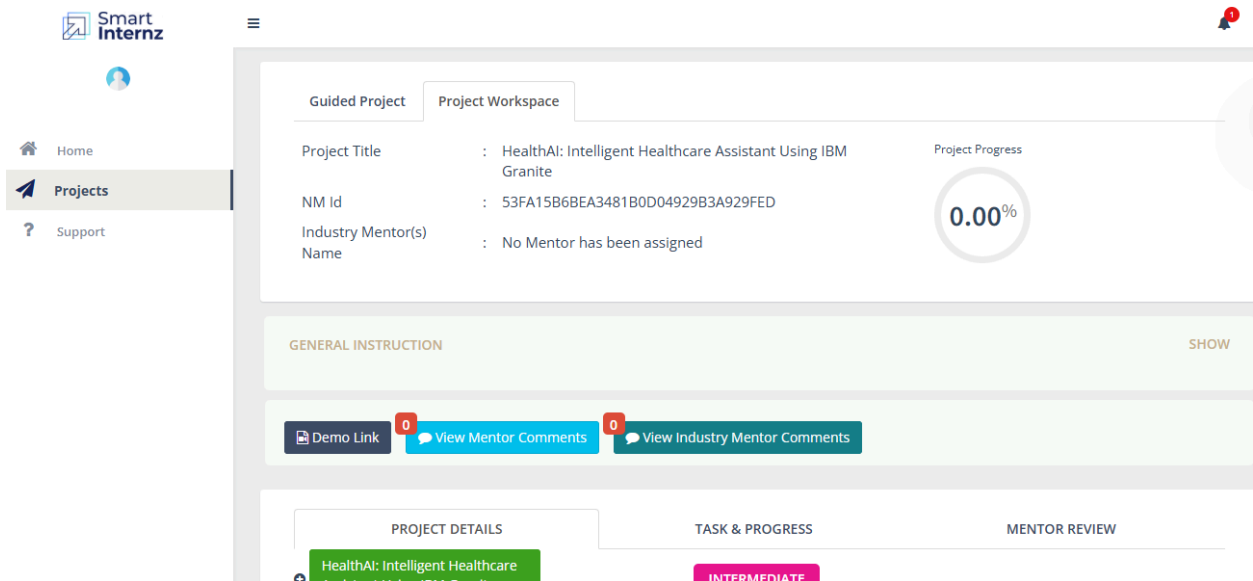 Smart
Internz
1
Home
Projects
? Support
Guided Project
Project Workspace
Project Title : HealthAI: Intelligent Healthcare Assistant Using IBM
Granite
NM Id : 53FA15B6BEA3481B0D04929B3A929FED
Industry Mentor(s)
Name : No Mentor has been assigned
Project Progress
0.00%
GENERAL INSTRUCTION
SHOW
Demo Link
0
View Mentor Comments
0
View Industry Mentor Comments
PROJECT DETAILS
TASK & PROGRESS
MENTOR REVIEW
HealthAI: Intelligent Healthcare
INTERMEDIATE